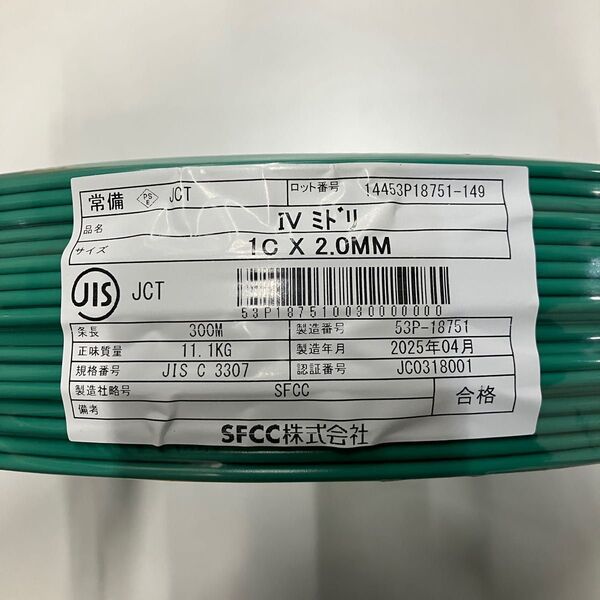 常備 PS E JCT ロット番号 14453P18751-149
品名 IV ミドリ
サイズ 1C X 2.0MM
JIS JCT
53P187510030000000
条長 300M 製造番号 53P-18751
正味質量 11.1KG 製造年月 2025年04月
規格番号 JIS C 3307 認証番号 JC0318001
製造社略号 SFCC
備考 合格
SFCC株式会社